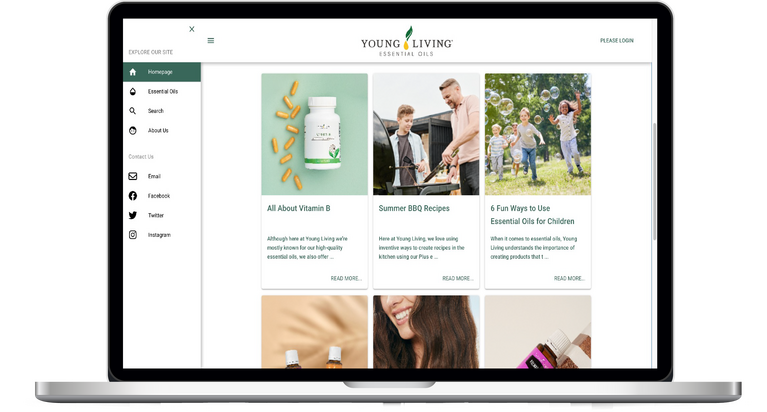 EXPLORE OUR SITE
Homepage
Essential Oils
Search
About Us
Contact Us
Email
Facebook
Twitter
Instagram
YOUNG LIVING
ESSENTIAL OILS
PLEASE LOGIN
All About Vitamin B
Although here at Young Living we're
mostly known for our high-quality
essential oils, we also offer ...
READ MORE...
Summer BBQ Recipes
Here at Young Living, we love using
inventive ways to create recipes in the
kitchen using our Plus e ...
READ MORE...
6 Fun Ways to Use
Essential Oils for Children
When it comes to essential oils, Young
Living understands the importance of
creating products that t ...
READ MORE...